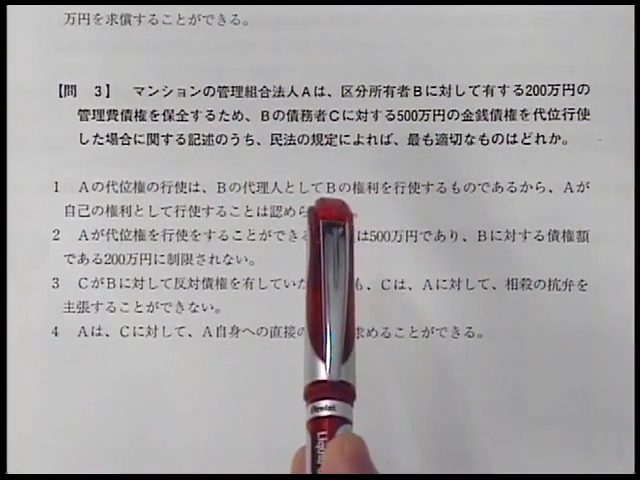 万円を求償することができる。
【問 3】 マンションの管理組合法人Aは、区分所有者Bに対して有する200万円の
管理費債権を保全するため、Bの債務者Cに対する500万円の金銭債権を代位行使
した場合に関する記述のうち、民法の規定によれば、最も適切なものはどれか。
1 Aの代位権の行使は、Bの代理人としてBの権利を行使するものであるから、Aが
自己の権利として行使することは認めら
2 Aが代位権を行使をすることができる は500万円であり、Bに対する債権額
である200万円に制限されない。
3 CがBに対して反対債権を有していた も、Cは、Aに対して、相殺の抗弁を
主張することができない。
4 Aは、Cに対して、A自身への直接の 求めることができる。
Pentel
Liquid